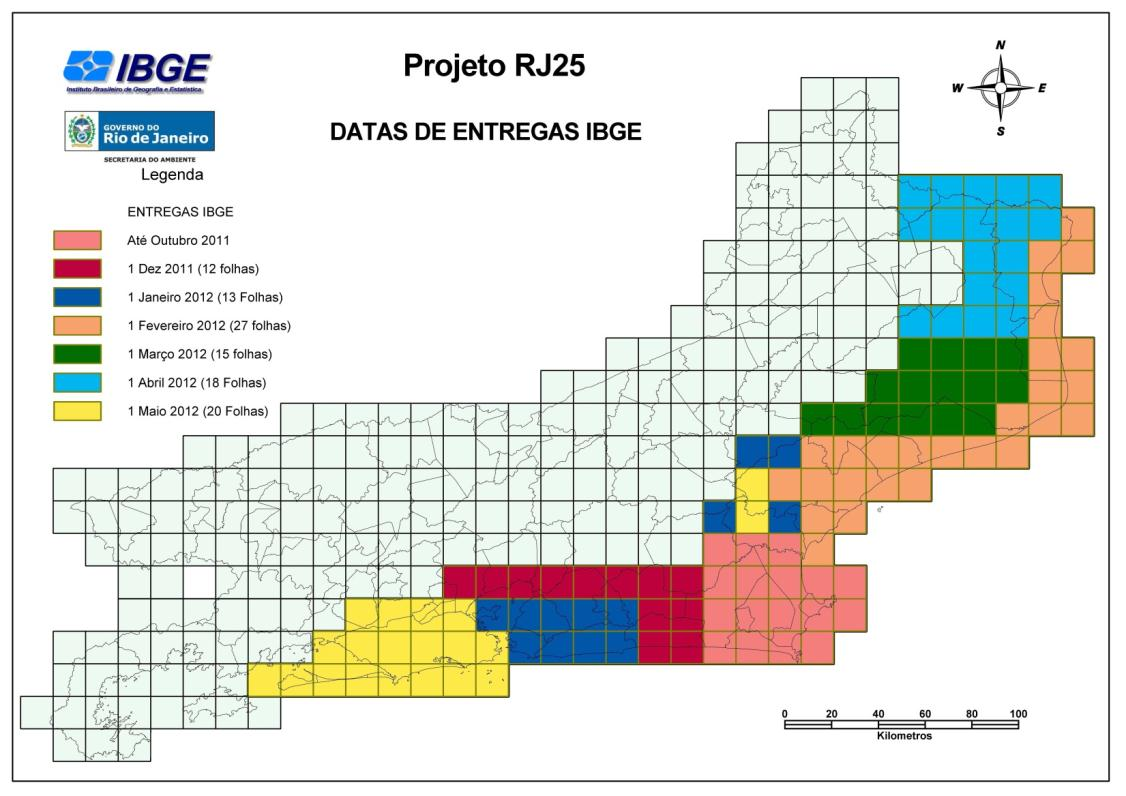 IBGE
Instituto Brasileiro de Geografia e Estatística
GOVERNO DO
Rio de Janeiro
SECRETARIA DO AMBIENTE
Projeto RJ25
DATAS DE ENTREGAS IBGE
N
W
E
S
Legenda
ENTREGAS IBGE
Até Outubro 2011
1 Dez 2011 (12 folhas)
1 Janeiro 2012 (13 Folhas)
1 Fevereiro 2012 (27 folhas)
1 Março 2012 (15 folhas)
1 Abril 2012 (18 Folhas)
1 Maio 2012 (20 Folhas)
0 20 40 60 80 100
Kilometros